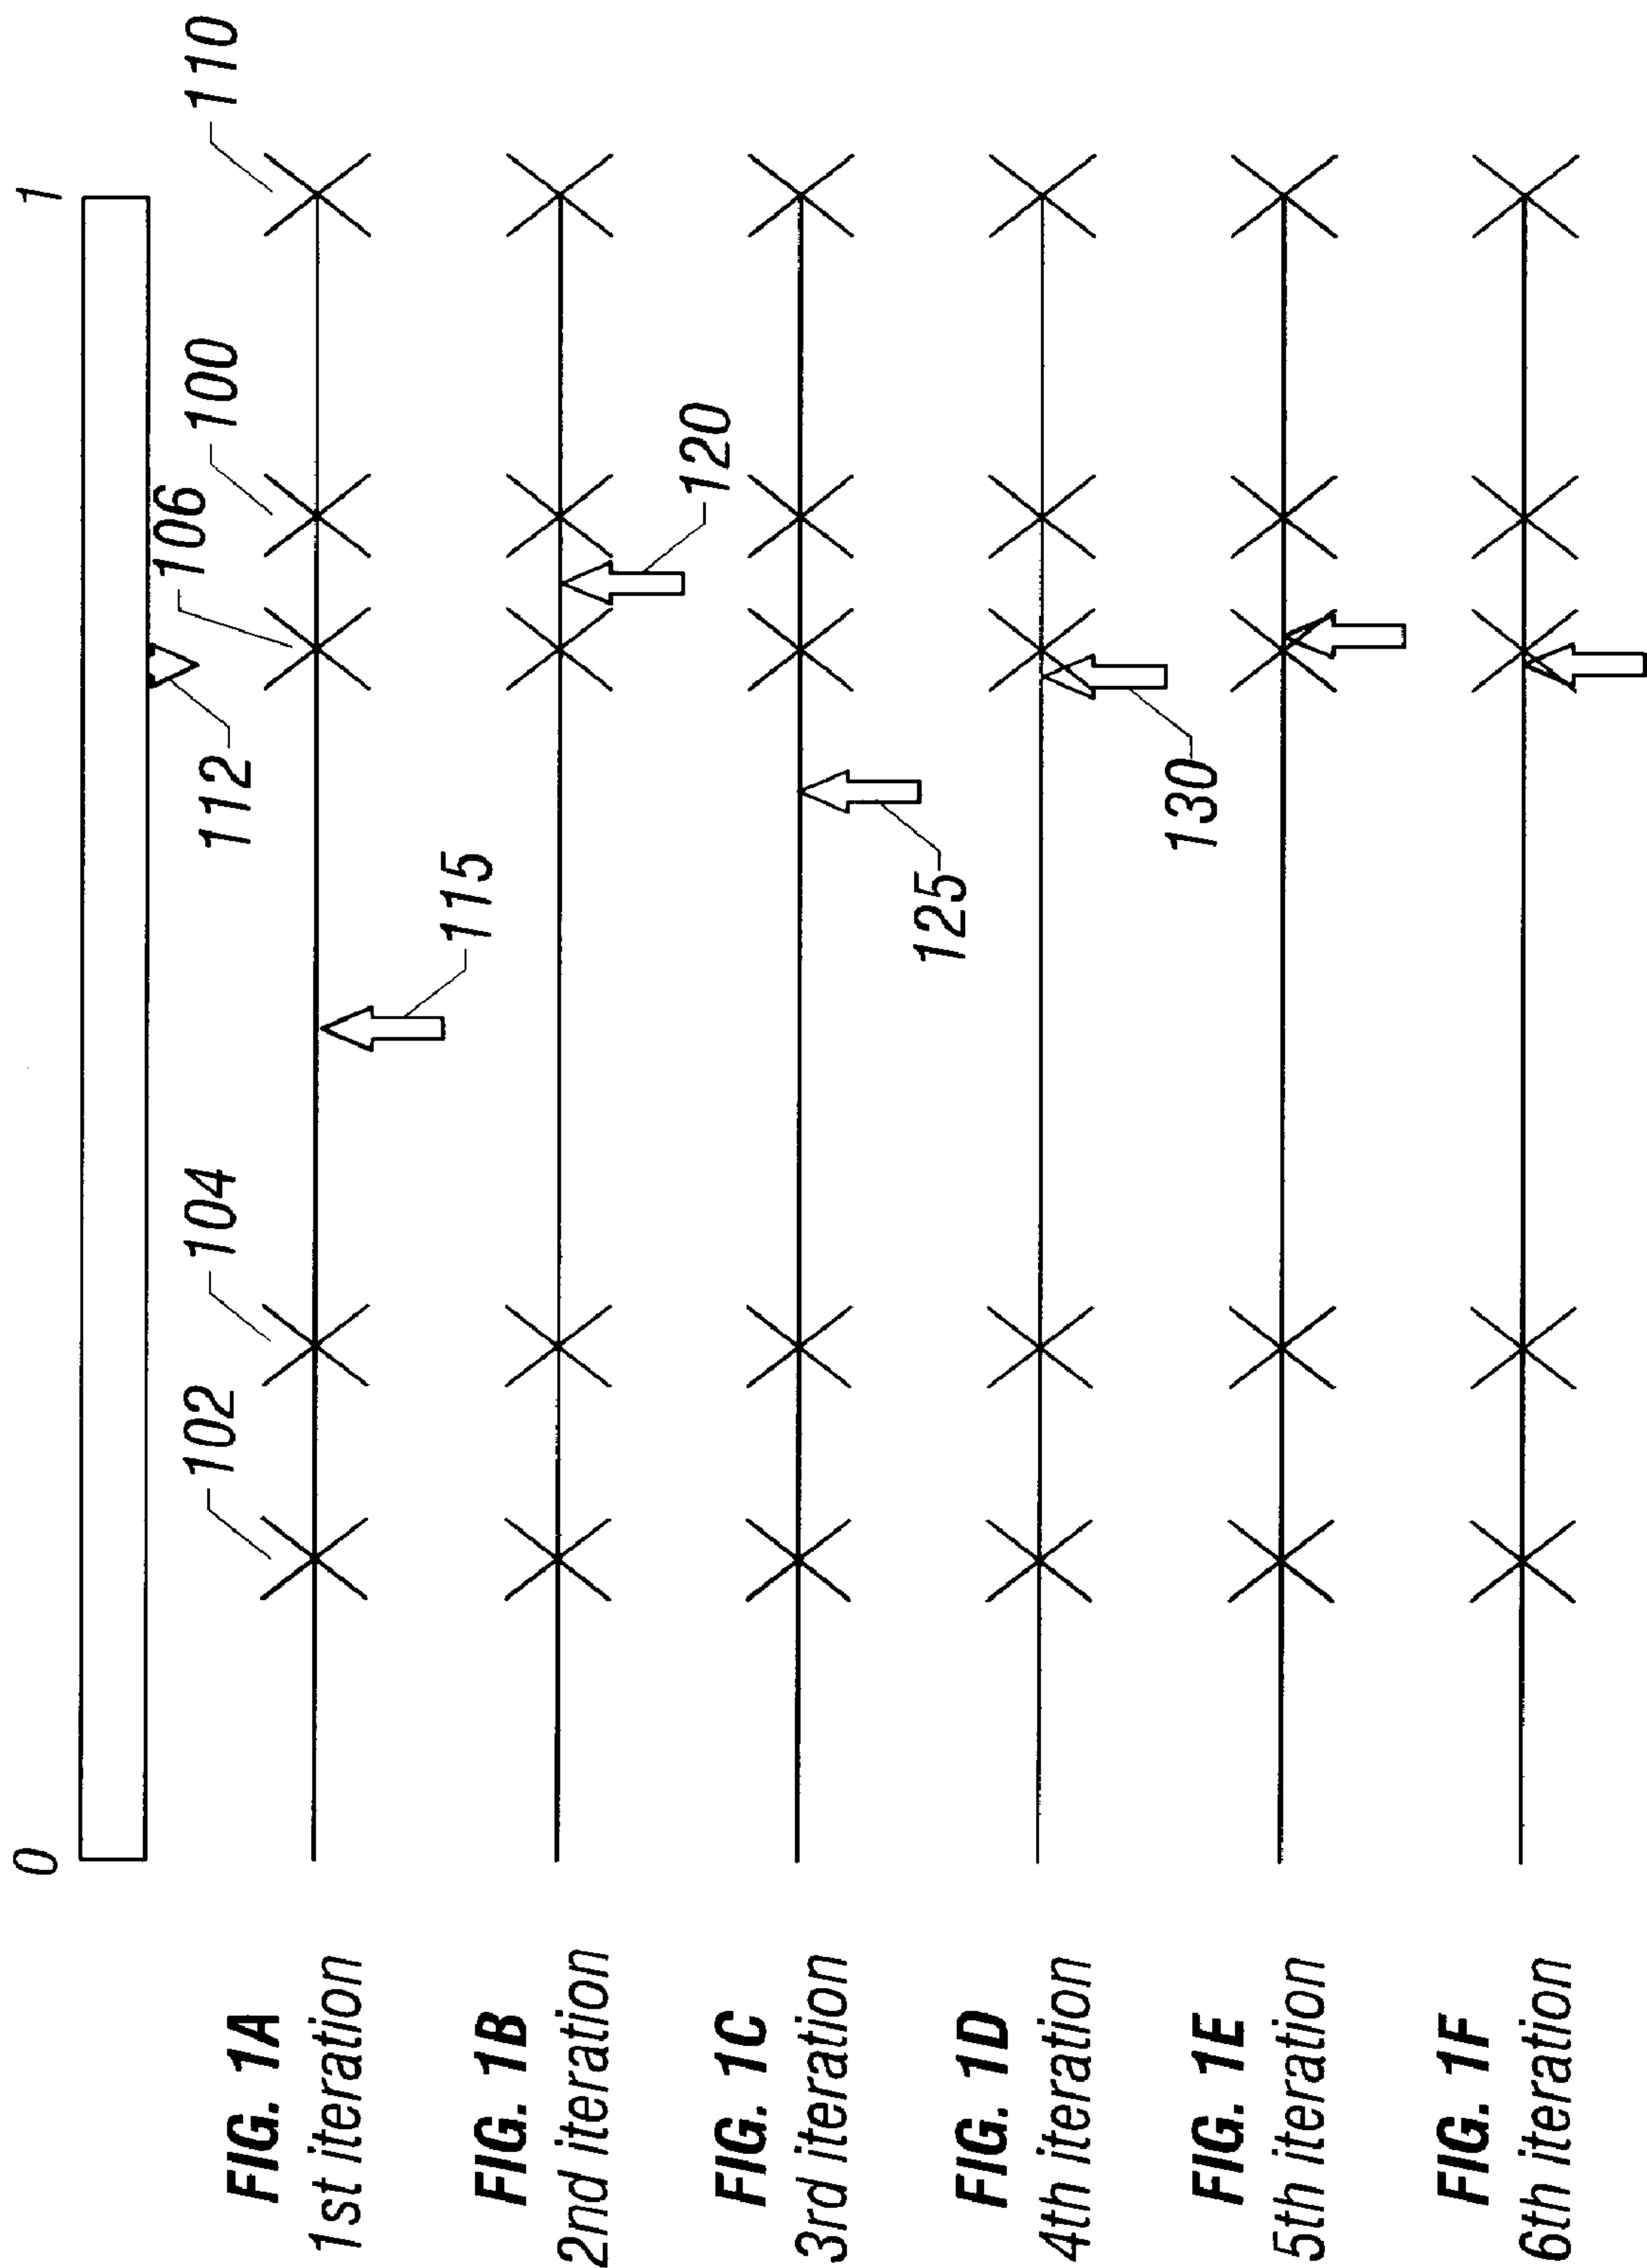 0 1
112 106 100 110
102 104
FIG. 1A
1st iteration
115
FIG. 1B
2nd iteration
120
FIG. 1C
3rd iteration
125
FIG. 1D
4th iteration
130
FIG. 1E
5th iteration
FIG. 1F
6th iteration